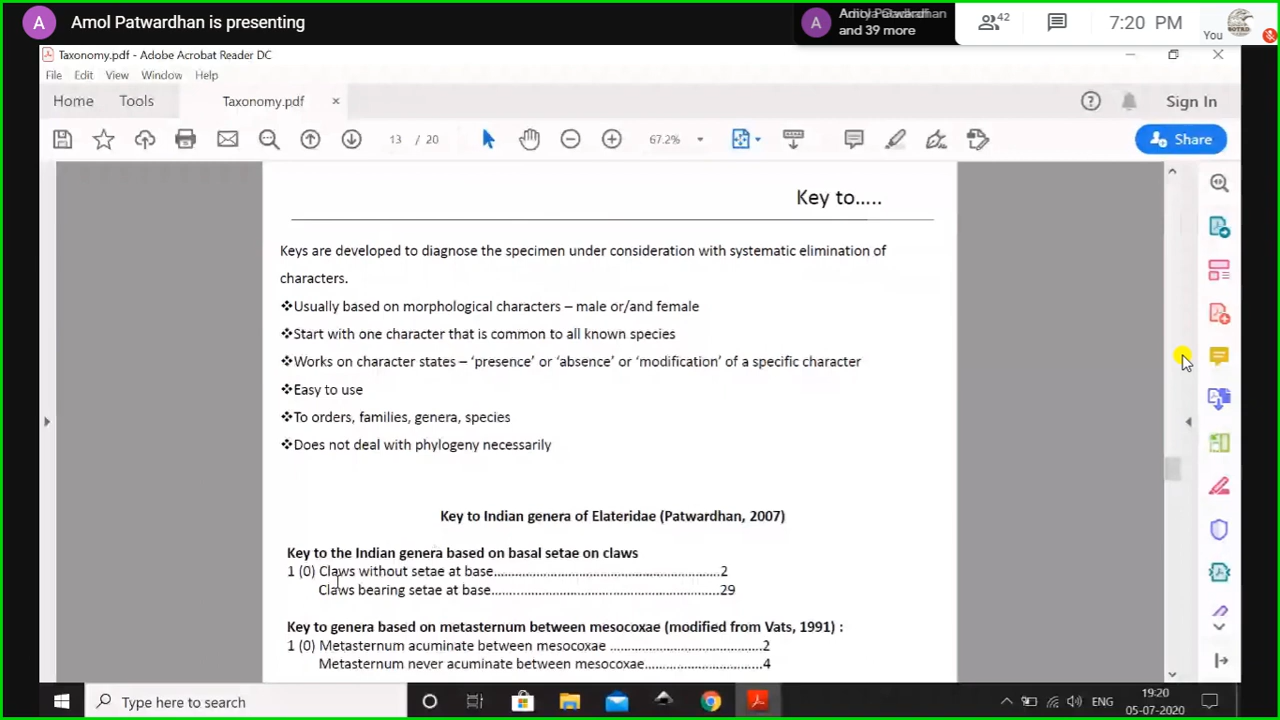 A Amol Patwardhan is presenting
and 39 more
42
7:20 PM
You
Taxonomy.pdf - Adobe Acrobat Reader DC
File Edit View Window Help
Home Tools Taxonomy.pdf × Sign In
13 / 20 67.2% Share
Key to.....
Keys are developed to diagnose the specimen under consideration with systematic elimination of
characters.
❖Usually based on morphological characters – male or/and female
❖Start with one character that is common to all known species
❖Works on character states – ‘presence’ or ‘absence’ or ‘modification’ of a specific character
❖Easy to use
❖To orders, families, genera, species
❖Does not deal with phylogeny necessarily
Key to Indian genera of Elateridae (Patwardhan, 2007)
Key to the Indian genera based on basal setae on claws
1 (0) Claws without setae at base............................................................2
Claws bearing setae at base............................................................29
Key to genera based on metasternum between mesocoxae (modified from Vats, 1991) :
1 (0) Metasternum acuminate between mesocoxae ..........................................2
Metasternum never acuminate between mesocoxae...............................4
Type here to search
ENG
19:20
05-07-2020